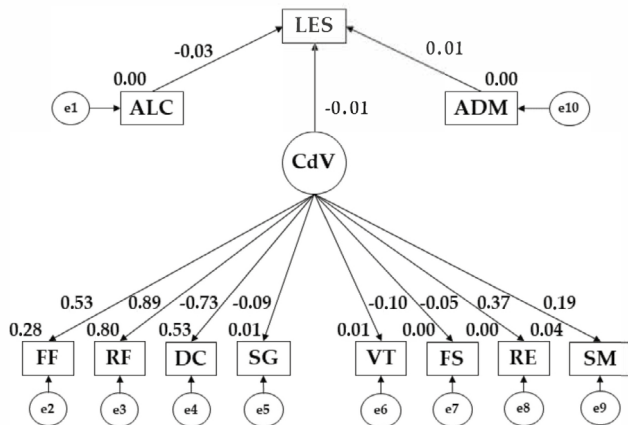 LES
-0.03
0.01
0.00
0.00
e1
ALC
-0.01
ADM
e10
CdV
0.53
0.89
-0.73
-0.09
-0.10
-0.05
0.37
0.19
0.28
0.80
0.53
0.01
0.01
0.00
0.00
0.04
FF
RF
DC
SG
VT
FS
RE
SM
e2
e3
e4
e5
e6
e7
e8
e9